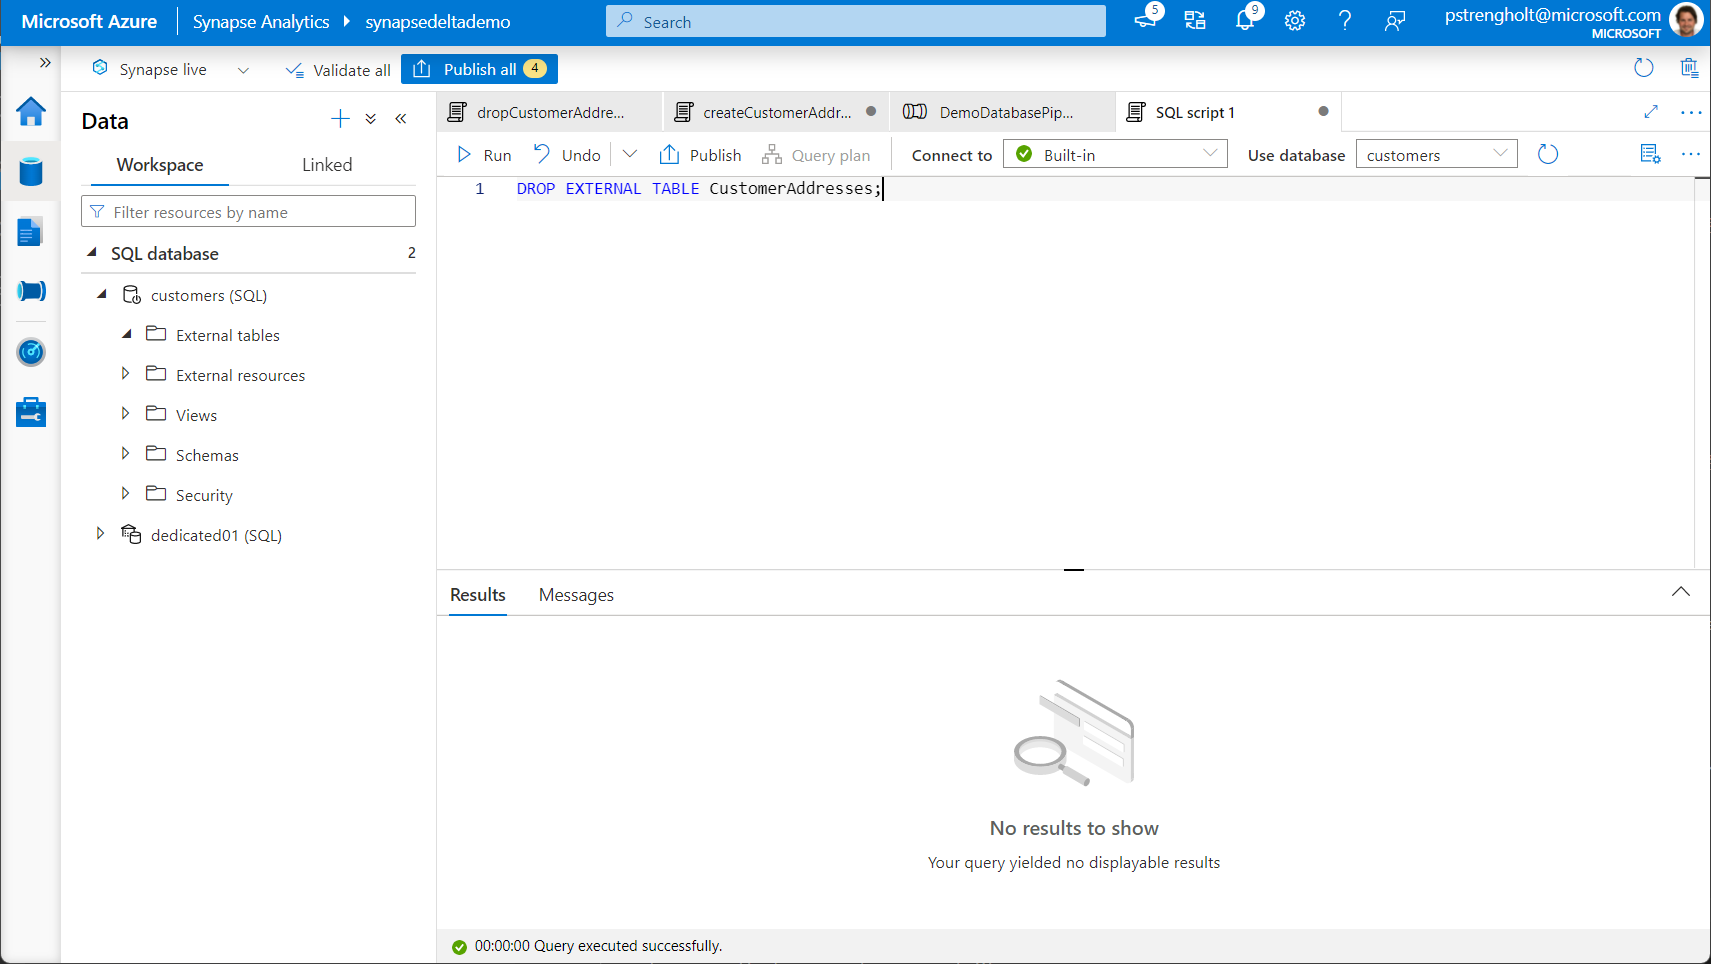 Microsoft Azure
Synapse Analytics
synapsedeltademo
Search
5
9
pstrengholt@microsoft.com
MICROSOFT
Synapse live
Validate all
Publish all 4
Data
Workspace
Linked
Filter resources by name
SQL database 2
customers (SQL)
External tables
External resources
Views
Schemas
Security
dedicated01 (SQL)
dropCustomerAddre...
createCustomerAddr...
DemoDatabasePip...
SQL script 1
Run
Undo
Publish
Query plan
Connect to
Built-in
Use database
customers
1 DROP EXTERNAL TABLE CustomerAddresses;
Results
Messages
No results to show
Your query yielded no displayable results
00:00:00 Query executed successfully.